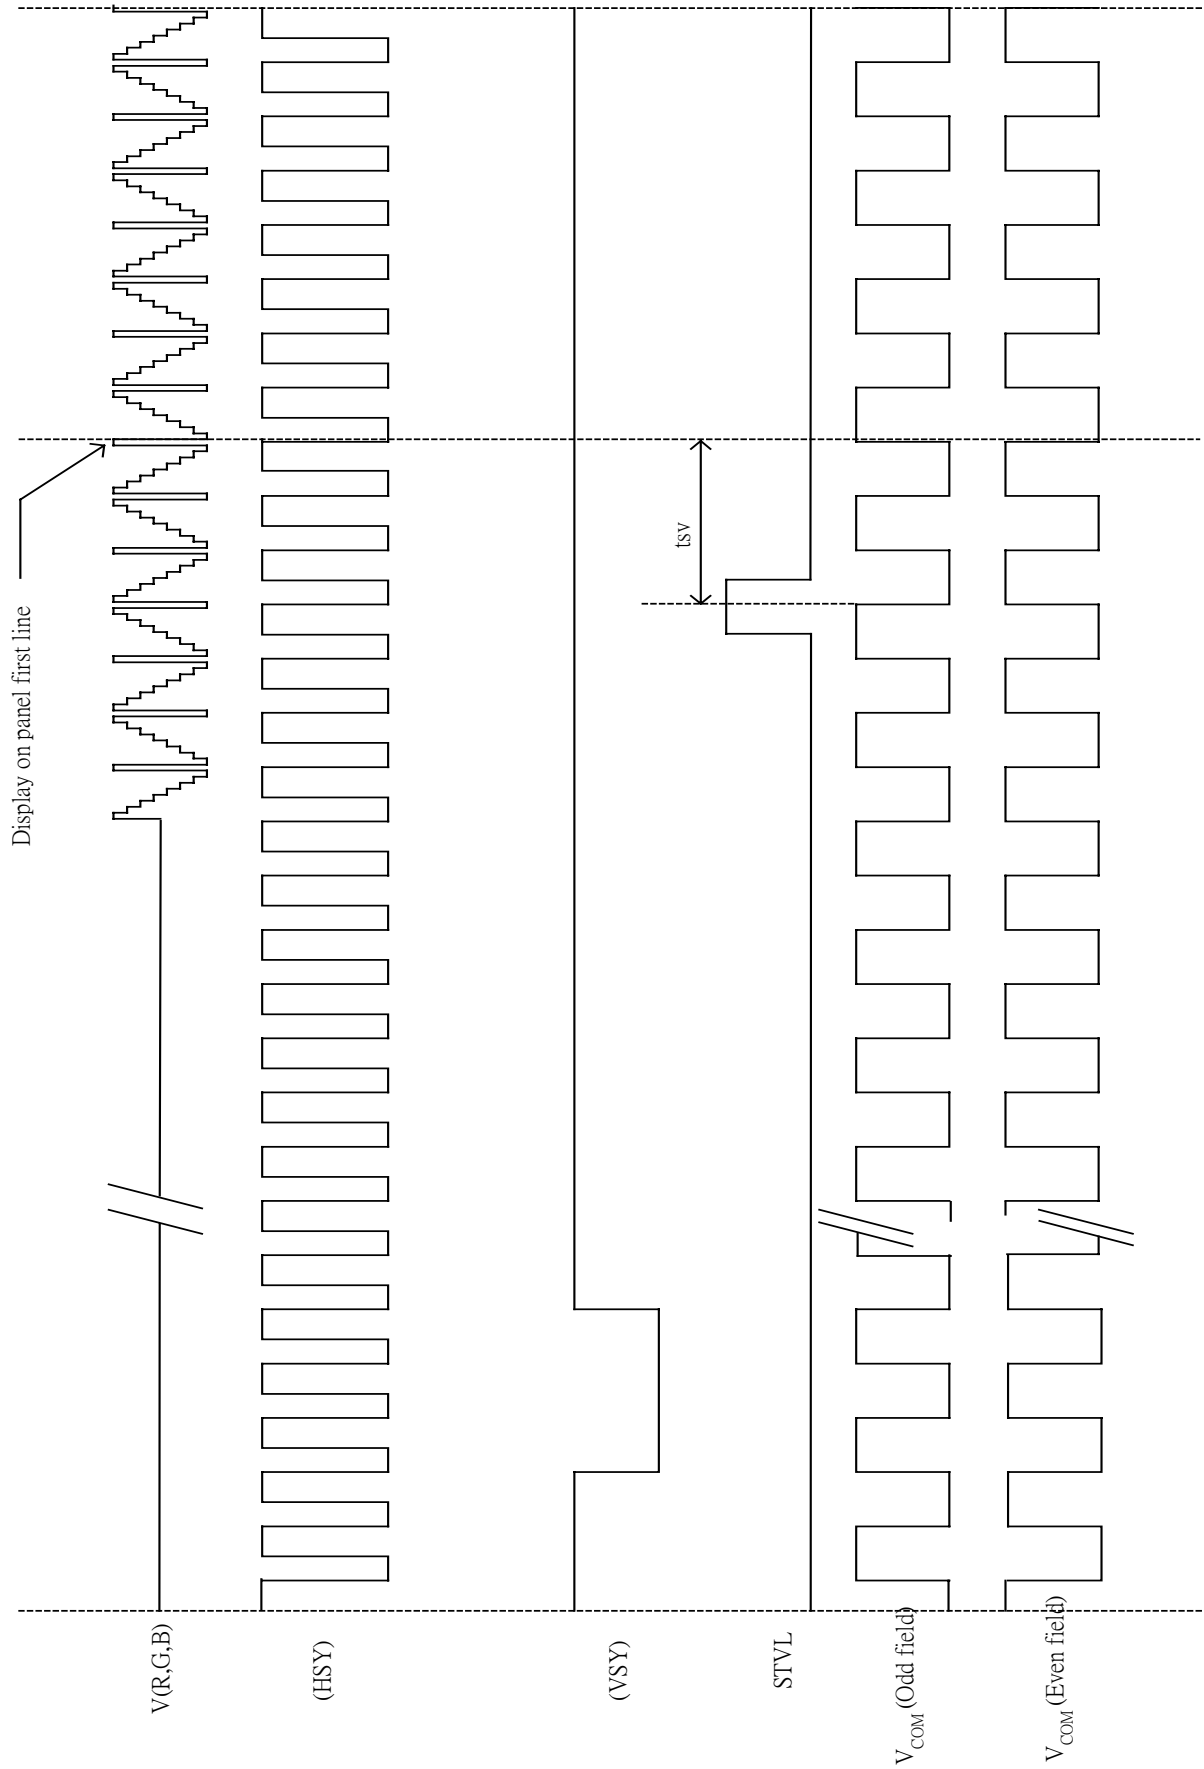 Display on panel first line
V(R,G,B)
(HSY)
(VSY)
tsv
STVL
VCOM (Odd field)
VCOM (Even field)